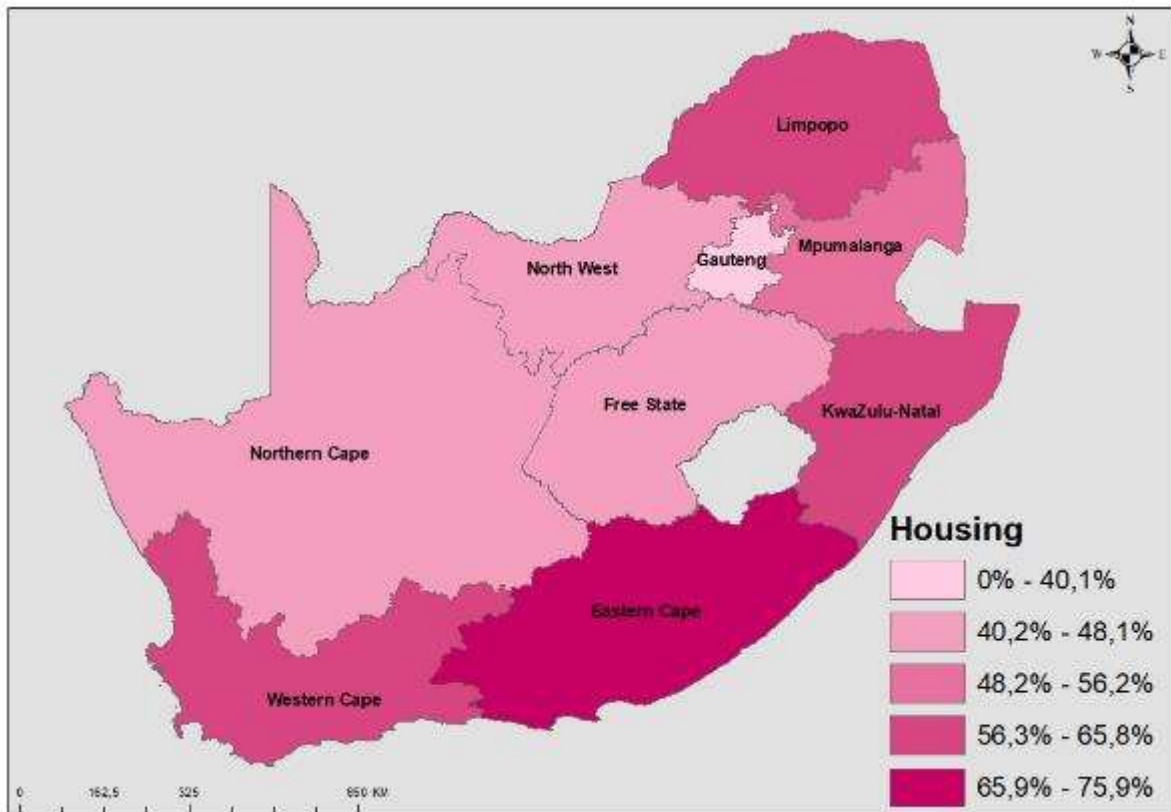 N
W E
S
Limpopo
Mpumalanga
Gauteng
North West
Free State
KwaZulu-Natal
Northern Cape
Eastern Cape
Western Cape
Housing
0% - 40,1%
40,2% - 48,1%
48,2% - 56,2%
56,3% - 65,8%
65,9% - 75,9%
0 162,5 325 650 KM